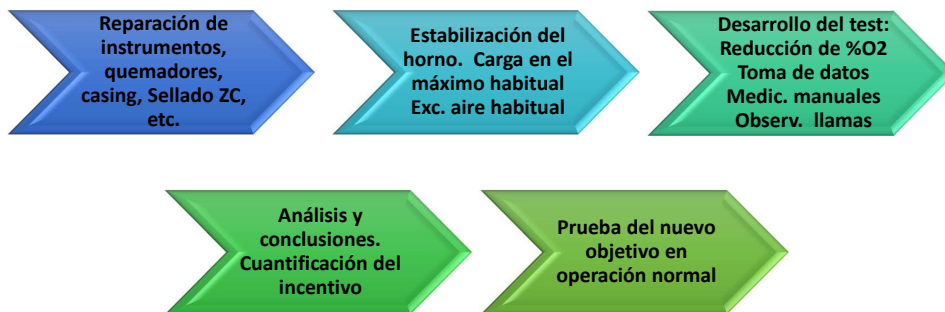 Reparación de
instrumentos,
quemadores,
casing, Sellado ZC,
etc.
Estabilización del
horno.  Carga en el
máximo habitual
Exc. aire habitual
Desarrollo del test:
Reducción de %O2
Toma de datos
Medic. manuales
Observ.  llamas
Análisis y
conclusiones.
Cuantificación del
incentivo
Prueba del nuevo
objetivo en
operación normal